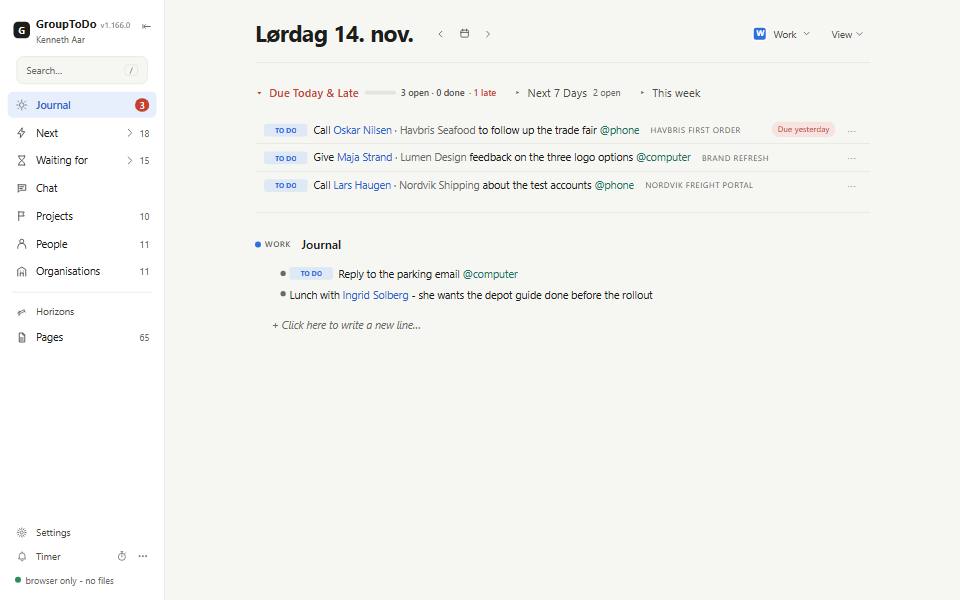 G GroupToDo v1.166.0
Kenneth Aar
Search... /
Journal 3
Next 18
Waiting for 15
Chat
Projects 10
People 11
Organisations 11
Horizons
Pages 65
Settings
Timer
browser only - no files
Lørdag 14. nov.
W Work View
Due Today & Late 3 open · 0 done · 1 late Next 7 Days 2 open This week
TO DO Call Oskar Nilsen · Havbris Seafood to follow up the trade fair @phone HAVBRIS FIRST ORDER Due yesterday ...
TO DO Give Maja Strand · Lumen Design feedback on the three logo options @computer BRAND REFRESH ...
TO DO Call Lars Haugen · Nordvik Shipping about the test accounts @phone NORDVIK FREIGHT PORTAL ...
WORK Journal
TO DO Reply to the parking email @computer
Lunch with Ingrid Solberg - she wants the depot guide done before the rollout
+ Click here to write a new line...